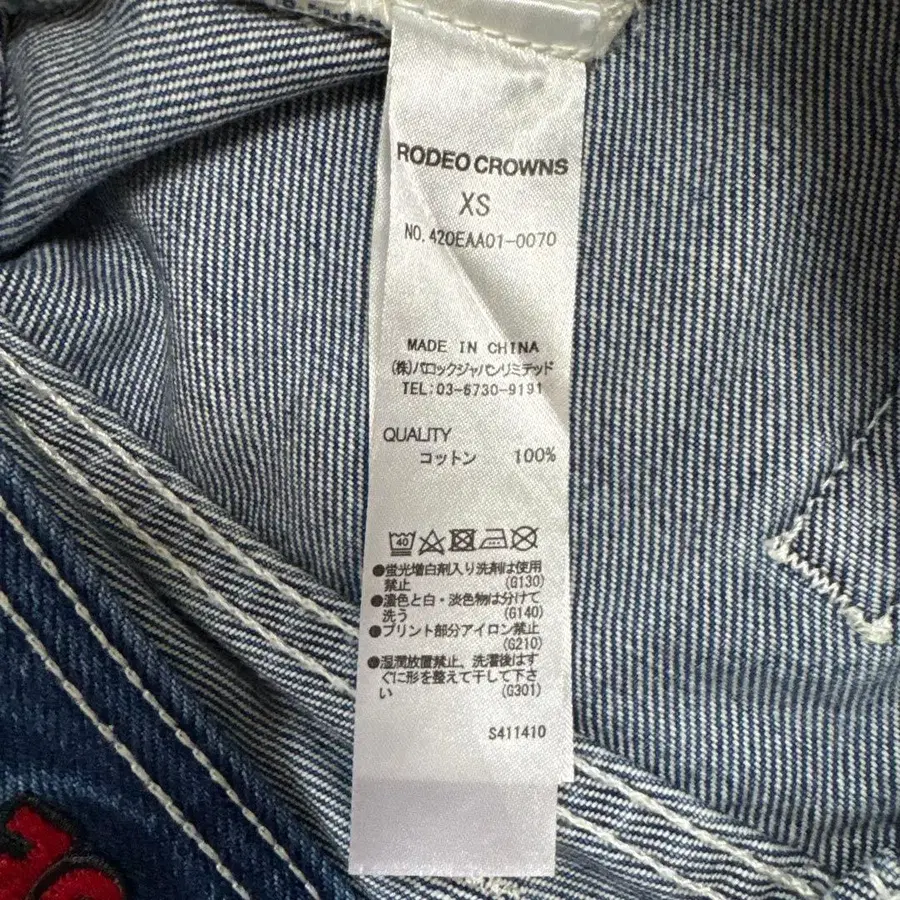 RODEO CROWNS
XS
NO. 420EAA01-0070
MADE IN CHINA
(株)バロックジャパンリミテッド
TEL:03-6730-9191
QUALITY
コットン 100%
40
●蛍光増白剤入り洗剤は使用
禁止 (G130)
●濃色と白・淡色物は分けて
洗う (G140)
●プリント部分アイロン禁止
(G210)
●湿潤放置禁止、洗濯後はす
ぐに形を整えて干して下さ
い (G301)
S411410